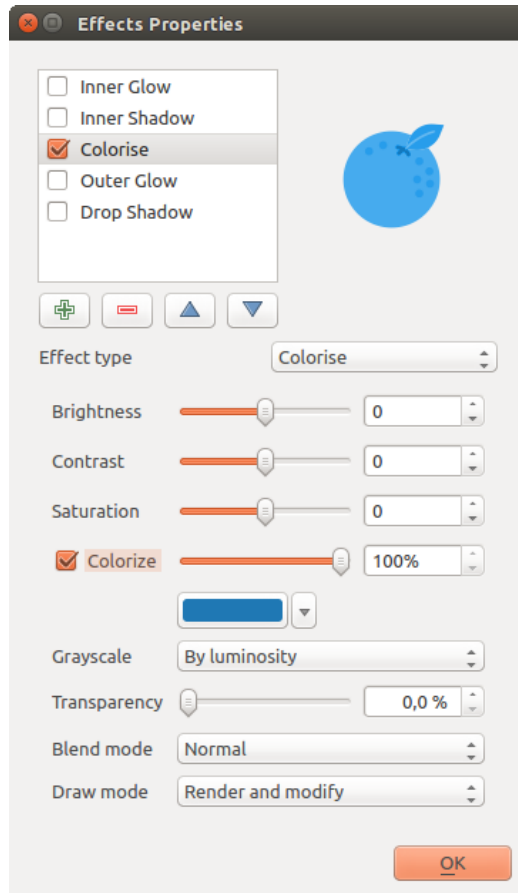 Effects Properties
Inner Glow
Inner Shadow
Colorise
Outer Glow
Drop Shadow
Effect type Colorise
Brightness 0
Contrast 0
Saturation 0
Colorize 100%
Grayscale By luminosity
Transparency 0,0 %
Blend mode Normal
Draw mode Render and modify
OK